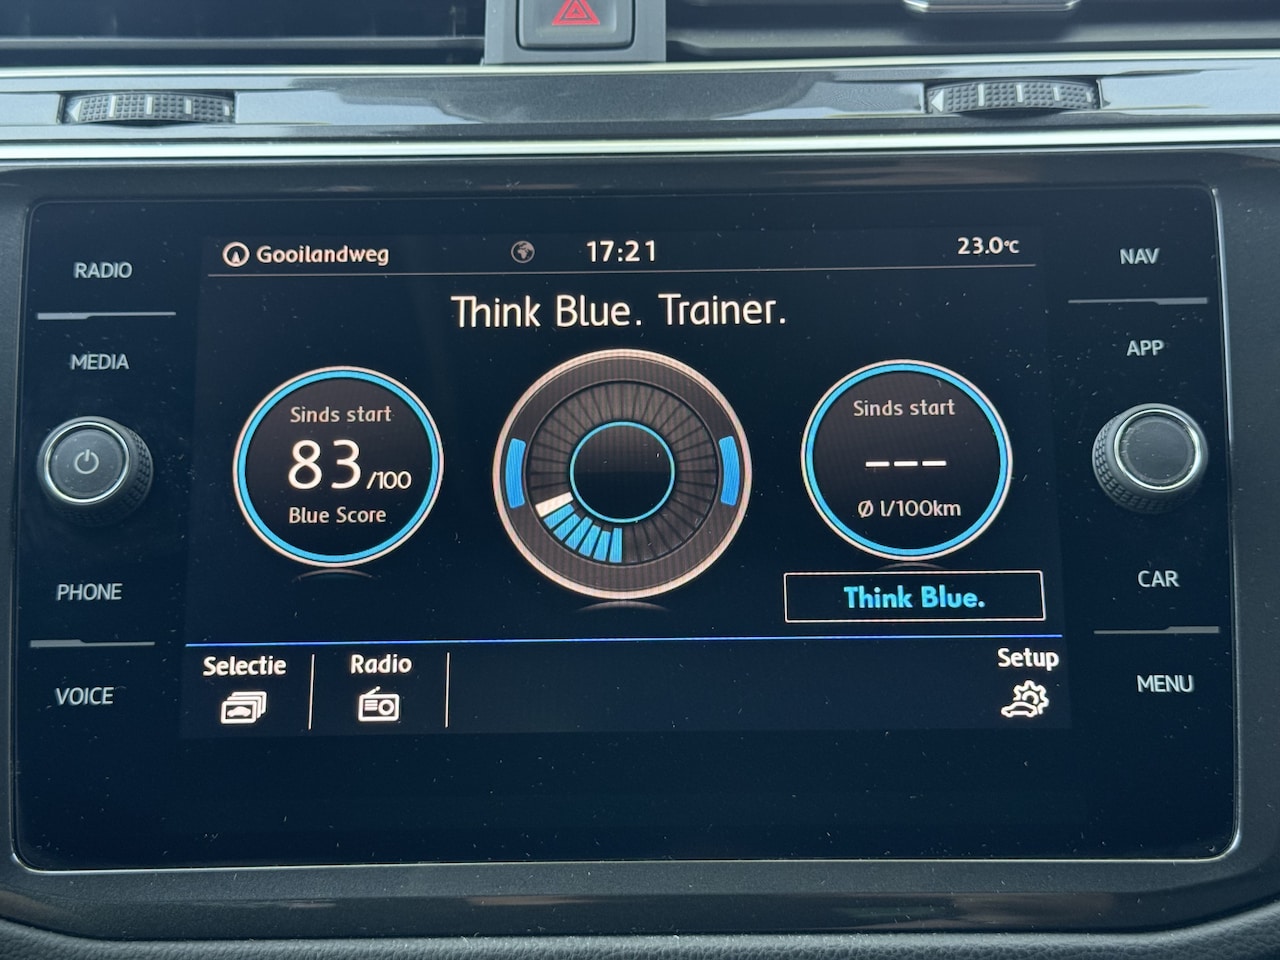 RADIO
MEDIA
PHONE
VOICE
Gooilandweg 17:21 23.0°C
Think Blue. Trainer.
Sinds start
83/100
Blue Score
Sinds start
---
Ø l/100km
Think Blue.
Selectie
Radio
Setup
NAV
APP
CAR
MENU